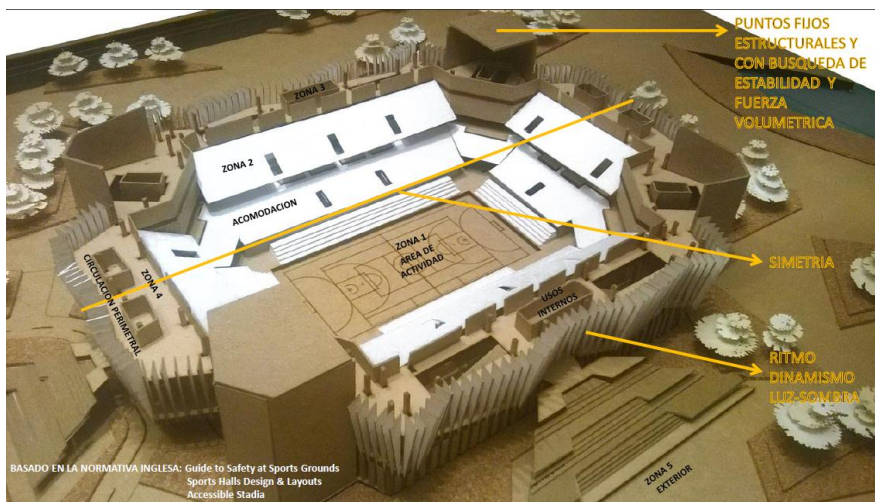 PUNTOS FIJOS
ESTRUCTURALES Y
CON BUSQUEDA DE
ESTABILIDAD Y
FUERZA
VOLUMETRICA
ZONA 3
ZONA 2
ACOMODACION
ZONA 1
AREA DE
ACTIVIDAD
SIMETRIA
CIRCULACION PERIMETRAL
ZONA 4
USOS
INTERNOS
RITMO
DINAMISMO
LUZ-SOMBRA
ZONA 5
EXTERIOR
BASADO EN LA NORMATIVA INGLESA: Guide to Safety at Sports Grounds
Sports Halls Design & Layouts
Accessible Stadia